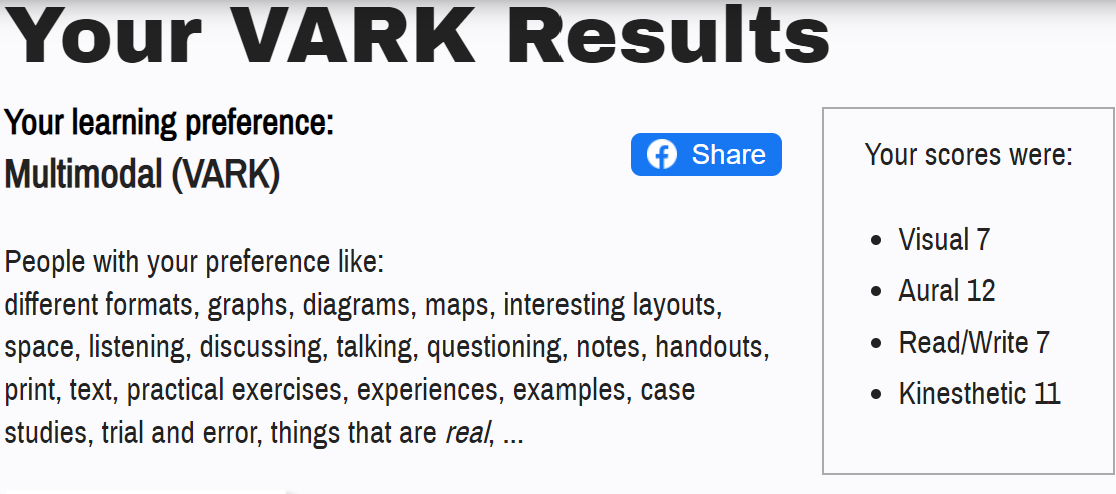 Your VARK Results
Your learning preference:
Multimodal (VARK)
Share
People with your preference like:
different formats, graphs, diagrams, maps, interesting layouts,
space, listening, discussing, talking, questioning, notes, handouts,
print, text, practical exercises, experiences, examples, case
studies, trial and error, things that are real, ...
Your scores were:
Visual 7
Aural 12
Read/Write 7
Kinesthetic 11